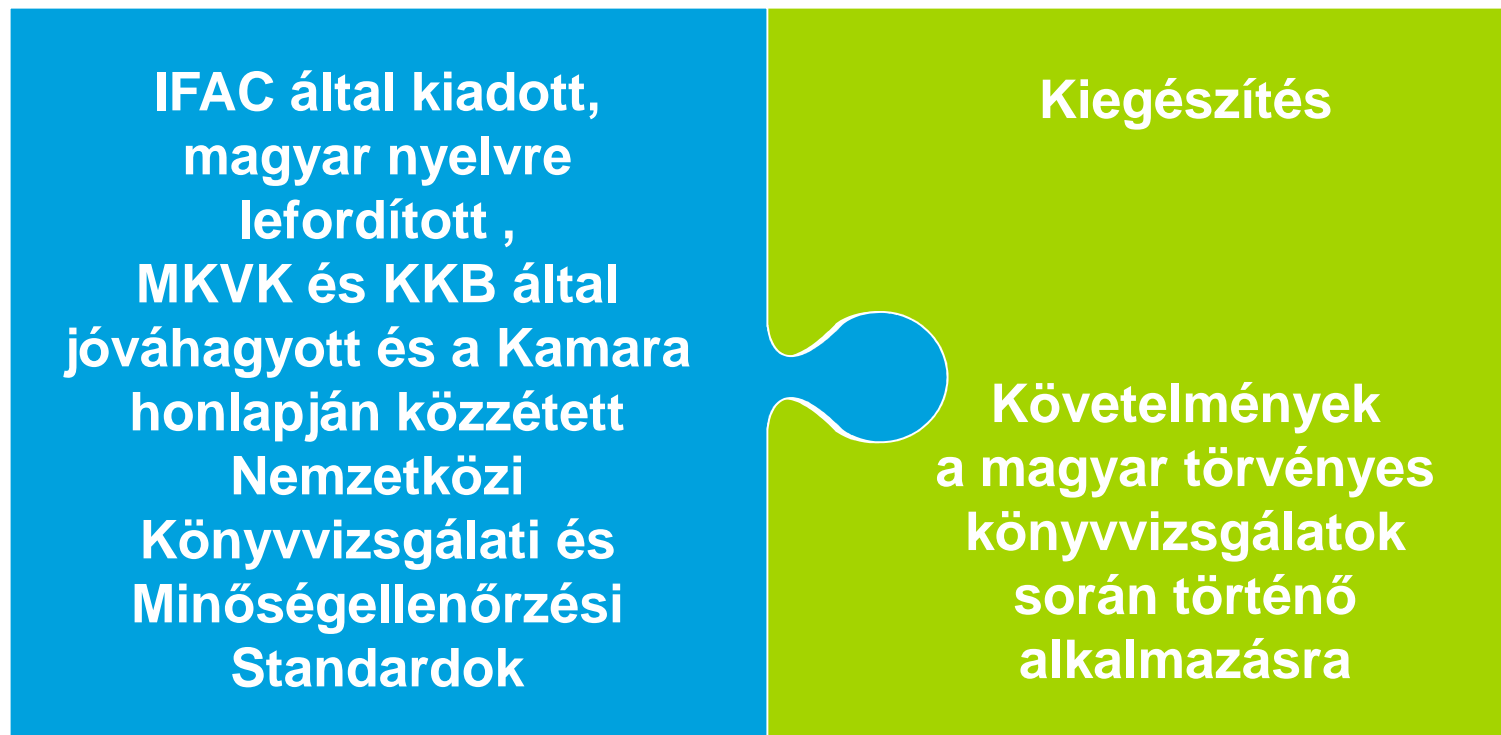 IFAC által kiadott,
magyar nyelvre
lefordított ,
MKVK és KKB által
jóváhagyott és a Kamara
honlapján közzétett
Nemzetközi
Könyvvizsgálati és
Minőségellenőrzési
Standardok
Kiegészítés
Követelmények
a magyar törvényes
könyvvizsgálatok
során történő
alkalmazásra